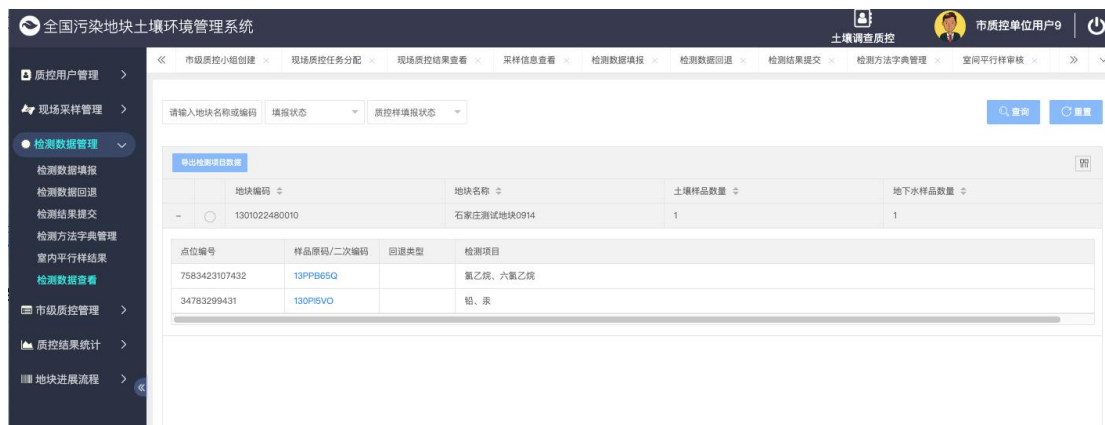 全国污染地块土壤环境管理系统
土壤调查质控
市质控单位用户9
市级质控小组创建 现场质控任务分配 现场质控结果查看 采样信息查看 检测数据填报 检测数据回退 检测结果提交 检测方法字典管理 室间平行样审核
质控用户管理
现场采样管理
检测数据管理
检测数据填报
检测数据回退
检测结果提交
检测方法字典管理
室内平行样结果
检测数据查看
市级质控管理
质控结果统计
地块进展流程
请输入地块名称或编码 填报状态 质控样填报状态 查询 重置
导出检测项目数据
地块编码 地块名称 土壤样品数量 地下水样品数量
1301022480010 石家庄测试地块0914 1 1
点位编号 样品原码/二次编码 回退类型 检测项目
7583423107432 13PPB65Q 氯乙烷、六氯乙烷
34783299431 130PI5VO 铅、汞